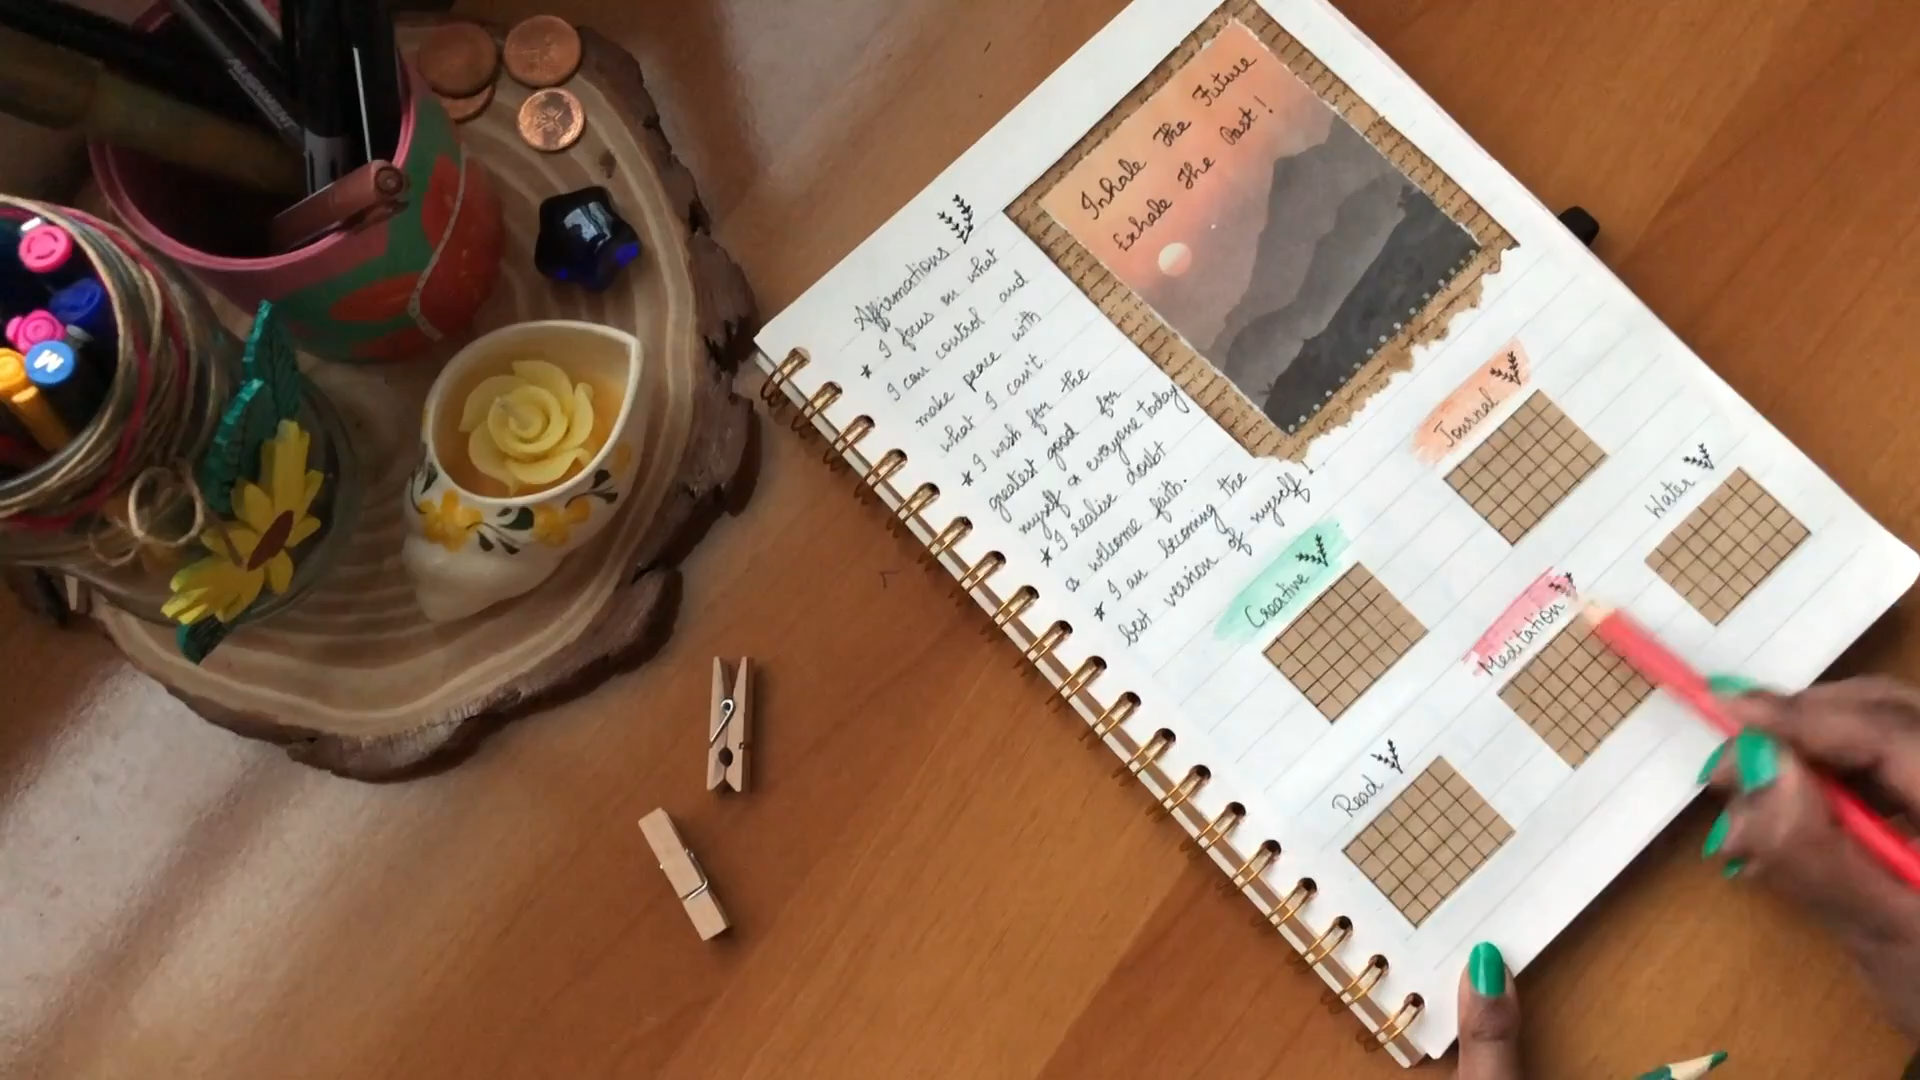 Inhale The Future
Exhale The Past!
Affirmations
* I focus on what
I can control and
make peace with
what I can't.
* I wish for the
greatest good for
myself & everyone today
* I realise doubt
& welcome faith.
* I am becoming the
best version of myself!
Journal
Water
Creative
Meditation
Read
W